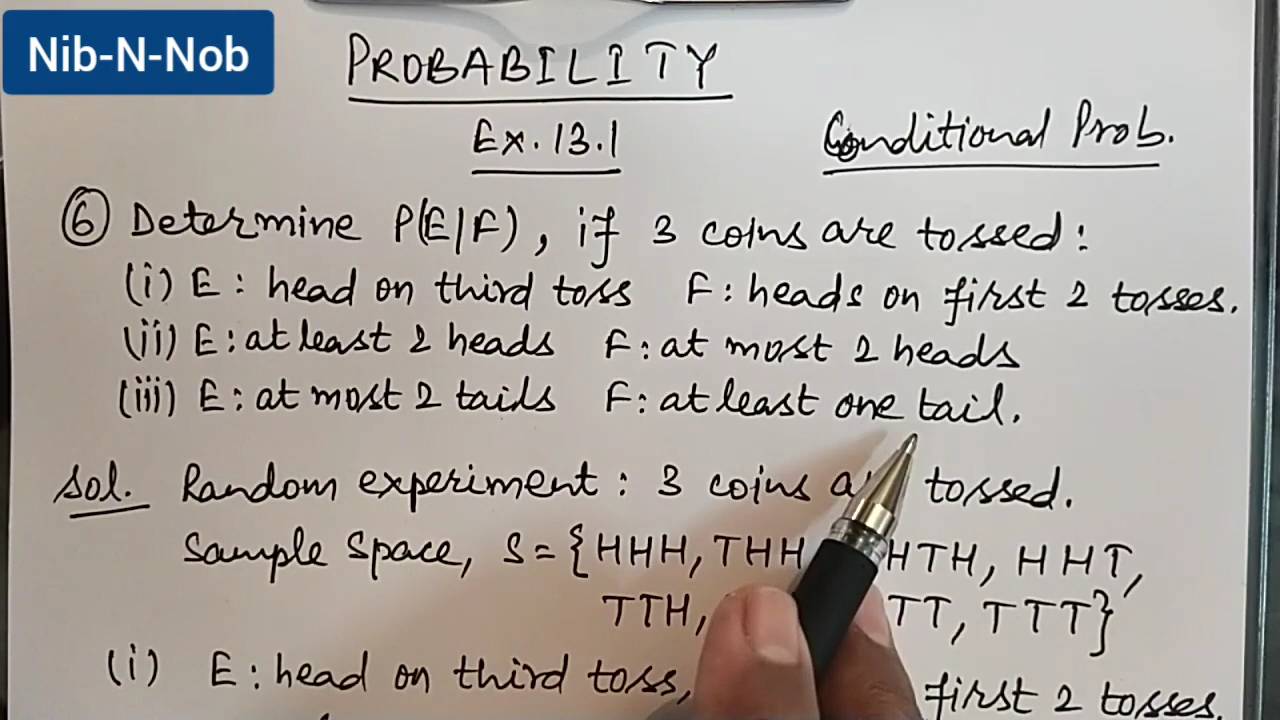 Nib-N-Nob
PROBABILITY
Ex. 13.1
Conditional Prob.
⑥ Determine P(E/F), if 3 coins are tossed:
(i) E: head on third toss F: heads on first 2 tosses.
(ii) E: at least 2 heads F: at most 2 heads
(iii) E: at most 2 tails F: at least one tail.
Sol. Random experiment: 3 coins tossed.
Sample Space, S = {HHH, THH HTH, HHT,
TTH, TT, TTT}
(i) E: head on third toss, first 2 tosses.